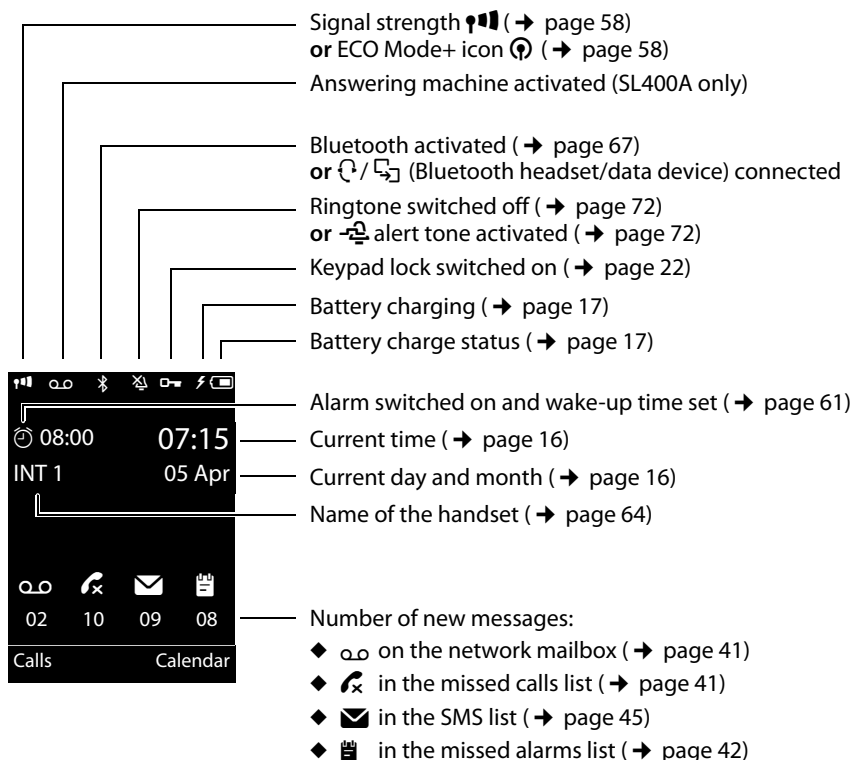 Signal strength (➔ page 58)
or ECO Mode+ icon (➔ page 58)
Answering machine activated (SL400A only)
Bluetooth activated (➔ page 67)
or / (Bluetooth headset/data device) connected
Ringtone switched off (➔ page 72)
or alert tone activated (➔ page 72)
Keypad lock switched on (➔ page 22)
Battery charging (➔ page 17)
Battery charge status (➔ page 17)
Alarm switched on and wake-up time set (➔ page 61)
08:00 07:15
Current time (➔ page 16)
INT 1 05 Apr
Current day and month (➔ page 16)
Name of the handset (➔ page 64)
02 10 09 08
Number of new messages:
Calls Calendar
◆ on the network mailbox (➔ page 41)
◆ in the missed calls list (➔ page 41)
◆ in the SMS list (➔ page 45)
◆ in the missed alarms list (➔ page 42)